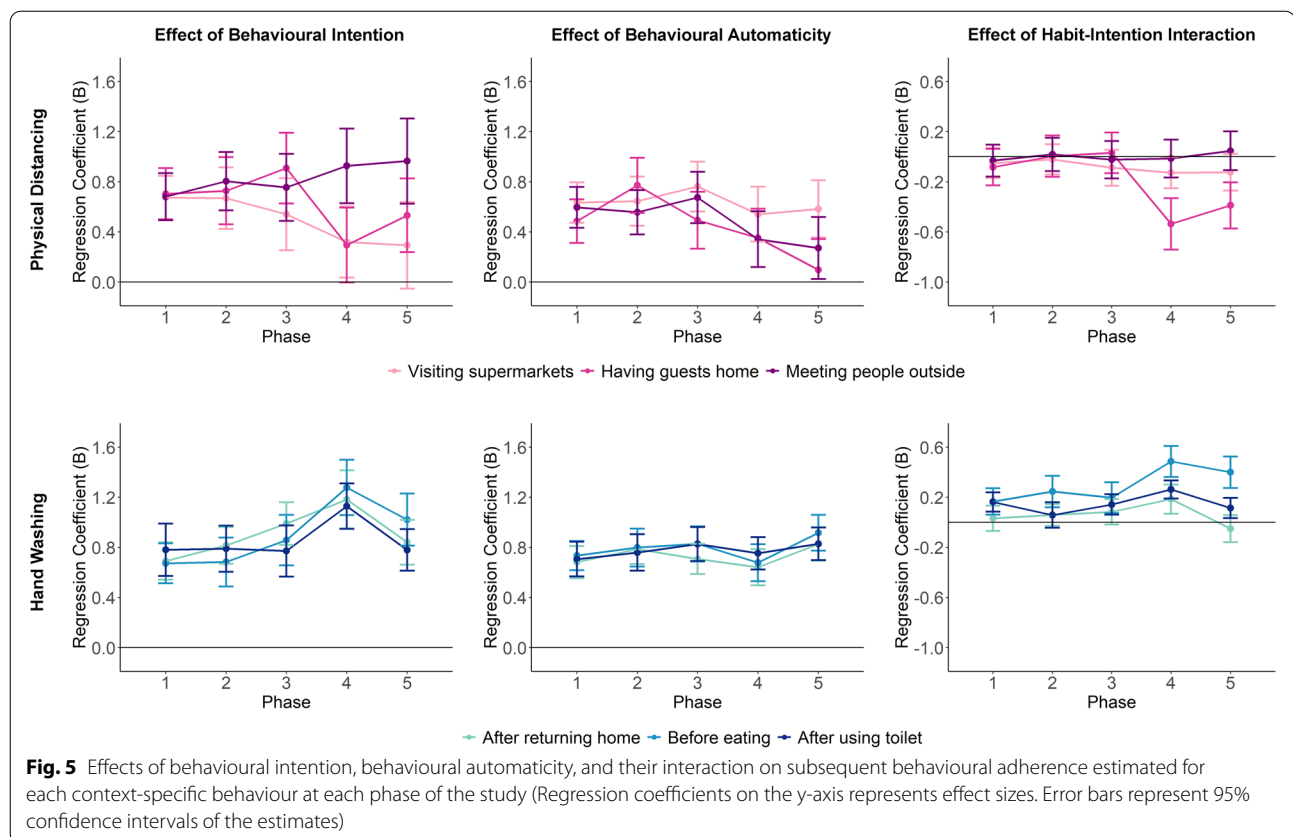 Effect of Behavioural Intention
Effect of Behavioural Automaticity
Effect of Habit-Intention Interaction
Physical Distancing
Regression Coefficient (B)
1.6
1.2
0.8
0.4
0.0
1 2 3 4 5
Phase
Regression Coefficient (B)
1.6
1.2
0.8
0.4
0.0
1 2 3 4 5
Phase
Regression Coefficient (B)
0.6
0.2
-0.2
-0.6
-1.0
1 2 3 4 5
Phase
Visiting supermarkets Having guests home Meeting people outside
Hand Washing
Regression Coefficient (B)
1.6
1.2
0.8
0.4
0.0
1 2 3 4 5
Phase
Regression Coefficient (B)
1.6
1.2
0.8
0.4
0.0
1 2 3 4 5
Phase
Regression Coefficient (B)
0.6
0.2
-0.2
-0.6
-1.0
1 2 3 4 5
Phase
After returning home Before eating After using toilet
Fig. 5 Effects of behavioural intention, behavioural automaticity, and their interaction on subsequent behavioural adherence estimated for
each context-specific behaviour at each phase of the study (Regression coefficients on the y-axis represents effect sizes. Error bars represent 95%
confidence intervals of the estimates)